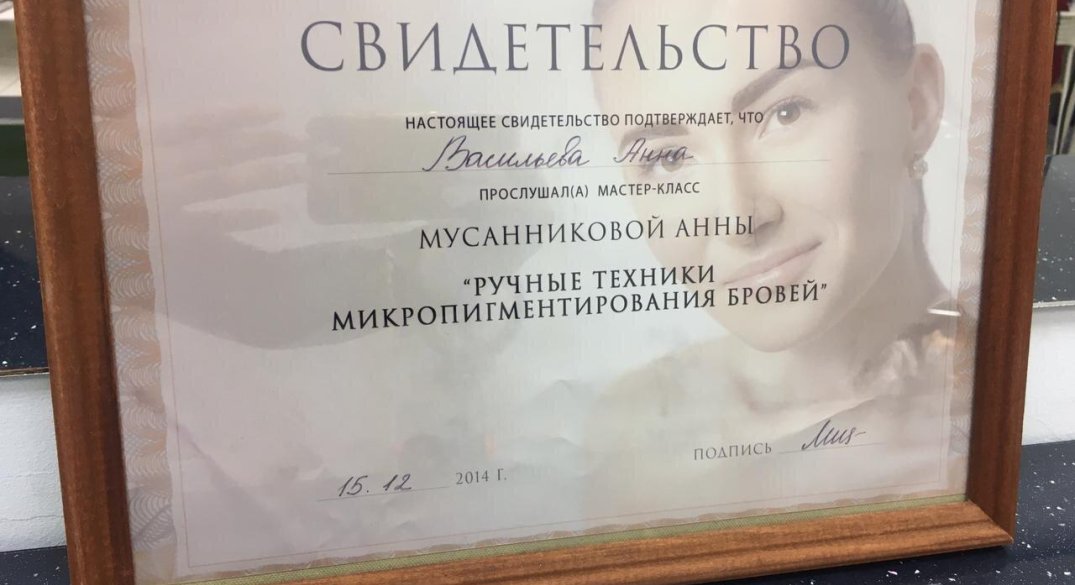 СВИДЕТЕЛЬСТВО
НАСТОЯЩЕЕ СВИДЕТЕЛЬСТВО ПОДТВЕРЖДАЕТ, ЧТО
Васильева Анна
ПРОСЛУШАЛ(А) МАСТЕР-КЛАСС
МУСАННИКОВОЙ АННЫ
“РУЧНЫЕ ТЕХНИКИ
МИКРОПИГМЕНТИРОВАНИЯ БРОВЕЙ”
ПОДПИСЬ
15.12 2014 Г.